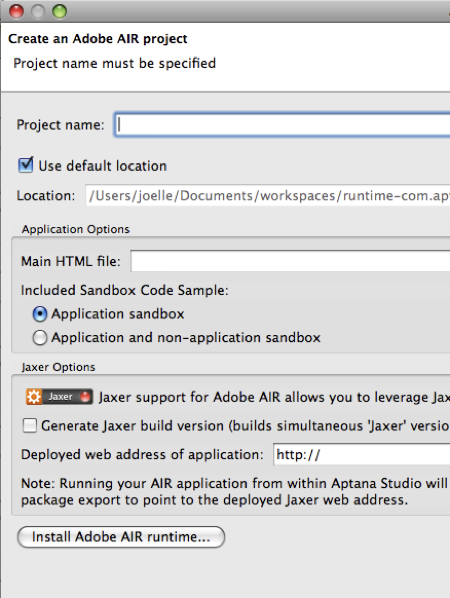 Create an Adobe AIR project
Project name must be specified
Project name:
Use default location
Location: /Users/joelle/Documents/workspaces/runtime-com.apt
Application Options
Main HTML file:
Included Sandbox Code Sample:
Application sandbox
Application and non-application sandbox
Jaxer Options
Jaxer Jaxer support for Adobe AIR allows you to leverage Jax
Generate Jaxer build version (builds simultaneous 'Jaxer' versio
Deployed web address of application: http://
Note: Running your AIR application from within Aptana Studio will
package export to point to the deployed Jaxer web address.
Install Adobe AIR runtime...